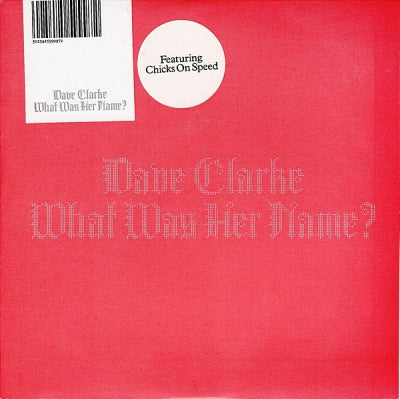 Dave Clarke
What Was Her Name?
Featuring
Chicks On Speed
Dave Clarke
What Was Her Name?